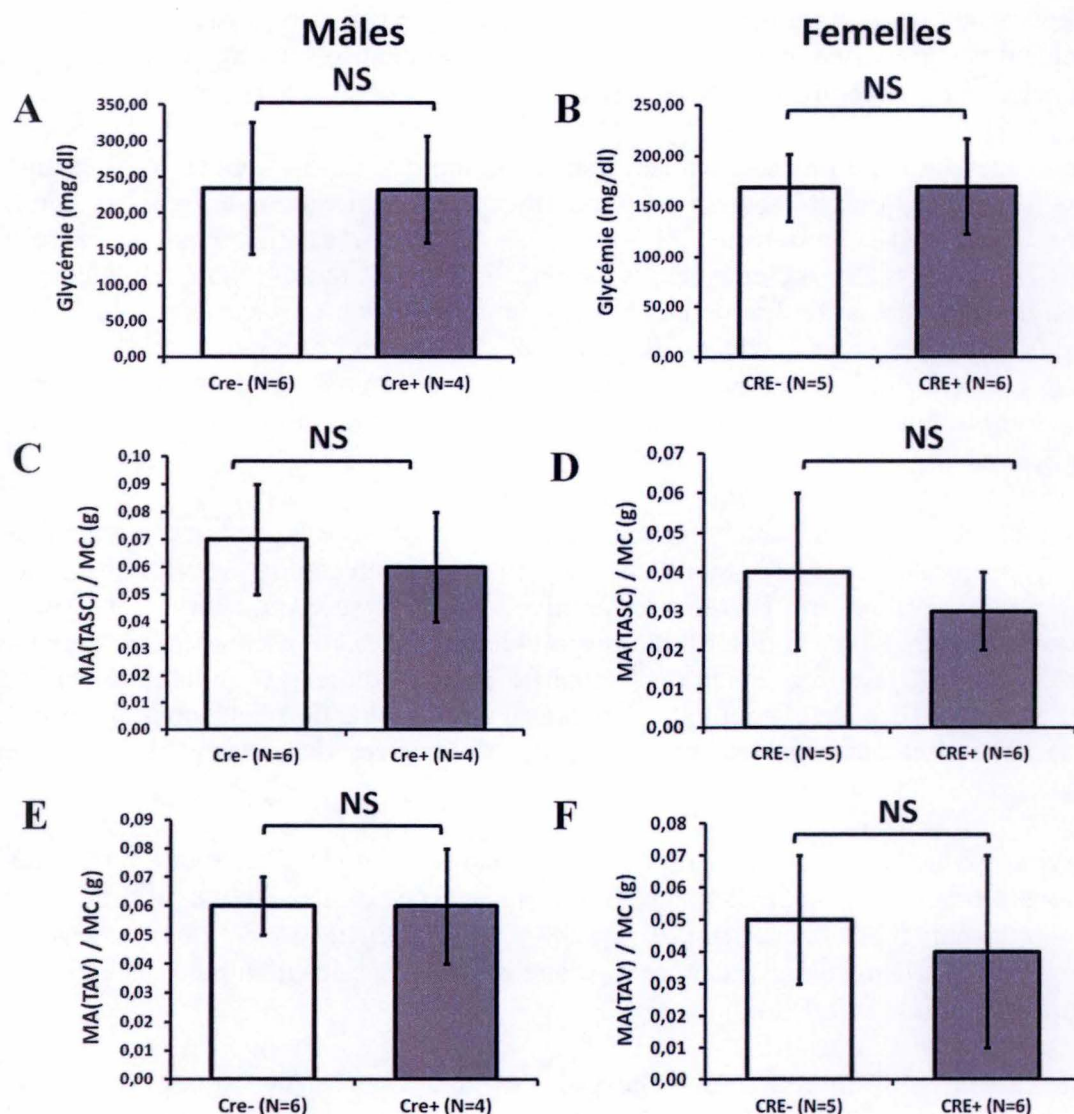 Mâles
Femelles
A
NS
Glycémie (mg/dl)
350,00
300,00
250,00
200,00
150,00
100,00
50,00
0,00
Cre- (N=6)
Cre+ (N=4)
B
NS
Glycémie (mg/dl)
250,00
200,00
150,00
100,00
50,00
0,00
CRE- (N=5)
CRE+ (N=6)
C
NS
MA(TASC) / MC (g)
0,10
0,09
0,08
0,07
0,06
0,05
0,04
0,03
0,02
0,01
0,00
Cre- (N=6)
Cre+ (N=4)
D
NS
MA(TASC) / MC (g)
0,07
0,06
0,05
0,04
0,03
0,02
0,01
0,00
CRE- (N=5)
CRE+ (N=6)
E
NS
MA(TAV) / MC (g)
0,09
0,08
0,07
0,06
0,05
0,04
0,03
0,02
0,01
0,00
Cre- (N=6)
Cre+ (N=4)
F
NS
MA(TAV) / MC (g)
0,08
0,07
0,06
0,05
0,04
0,03
0,02
0,01
0,00
CRE- (N=5)
CRE+ (N=6)